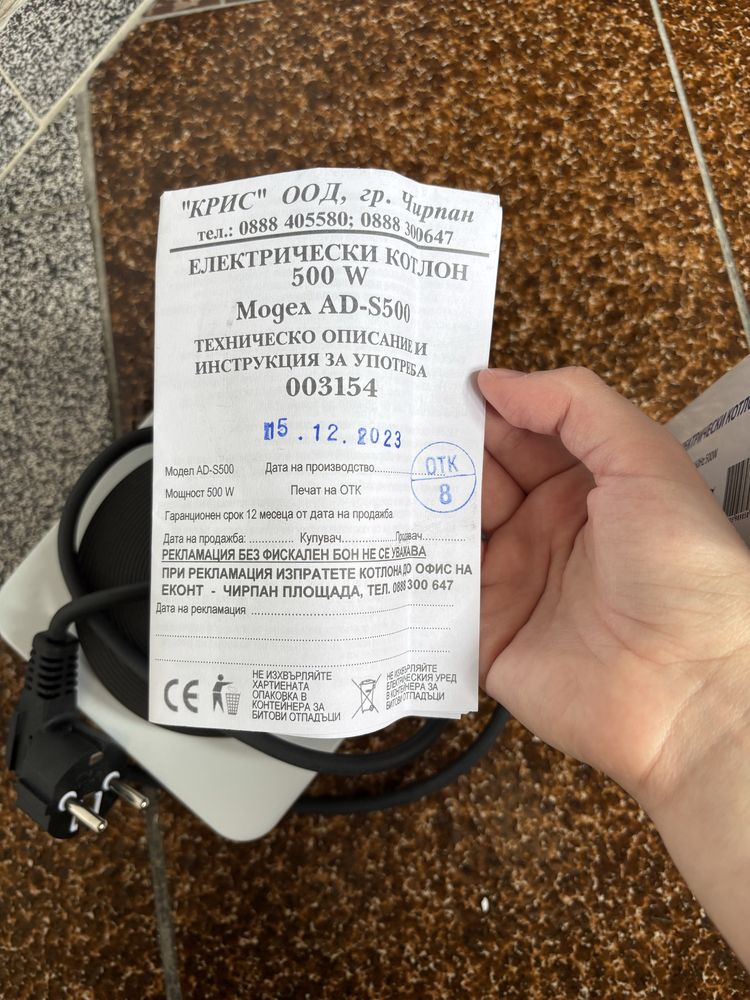 "КРИС" ООД, гр. Чирпан
тел.: 0888 405580; 0888 300647
ЕЛЕКТРИЧЕСКИ КОТЛОН
500 W
Модел AD-S500
ТЕХНИЧЕСКО ОПИСАНИЕ И
ИНСТРУКЦИЯ ЗА УПОТРЕБА
003154
15.12.2023
Модел AD-S500 Дата на производство............... ОТК
Мощност 500 W Печат на ОТК 8
Гаранционен срок 12 месеца от дата на продажба
Дата на продажба: ............. Купувач................Продавач................
РЕКЛАМАЦИЯ БЕЗ ФИСКАЛЕН БОН НЕ СЕ УВАЖАВА
ПРИ РЕКЛАМАЦИЯ ИЗПРАТЕТЕ КОТЛОНА ДО ОФИС НА
ЕКОНТ - ЧИРПАН ПЛОЩАДА, ТЕЛ. 0888 300 647
Дата на рекламация
CE
НЕ ИЗХВЪРЛЯЙТЕ
ХАРТИЕНАТА
ОПАКОВКА В
КОНТЕЙНЕРА ЗА
БИТОВИ ОТПАДЪЦИ
НЕ ИЗХВЪРЛЯЙТЕ
ЕЛЕКТРИЧЕСКИЯ УРЕД
В КОНТЕЙНЕРА ЗА
БИТОВИ ОТПАДЪЦИ
500W